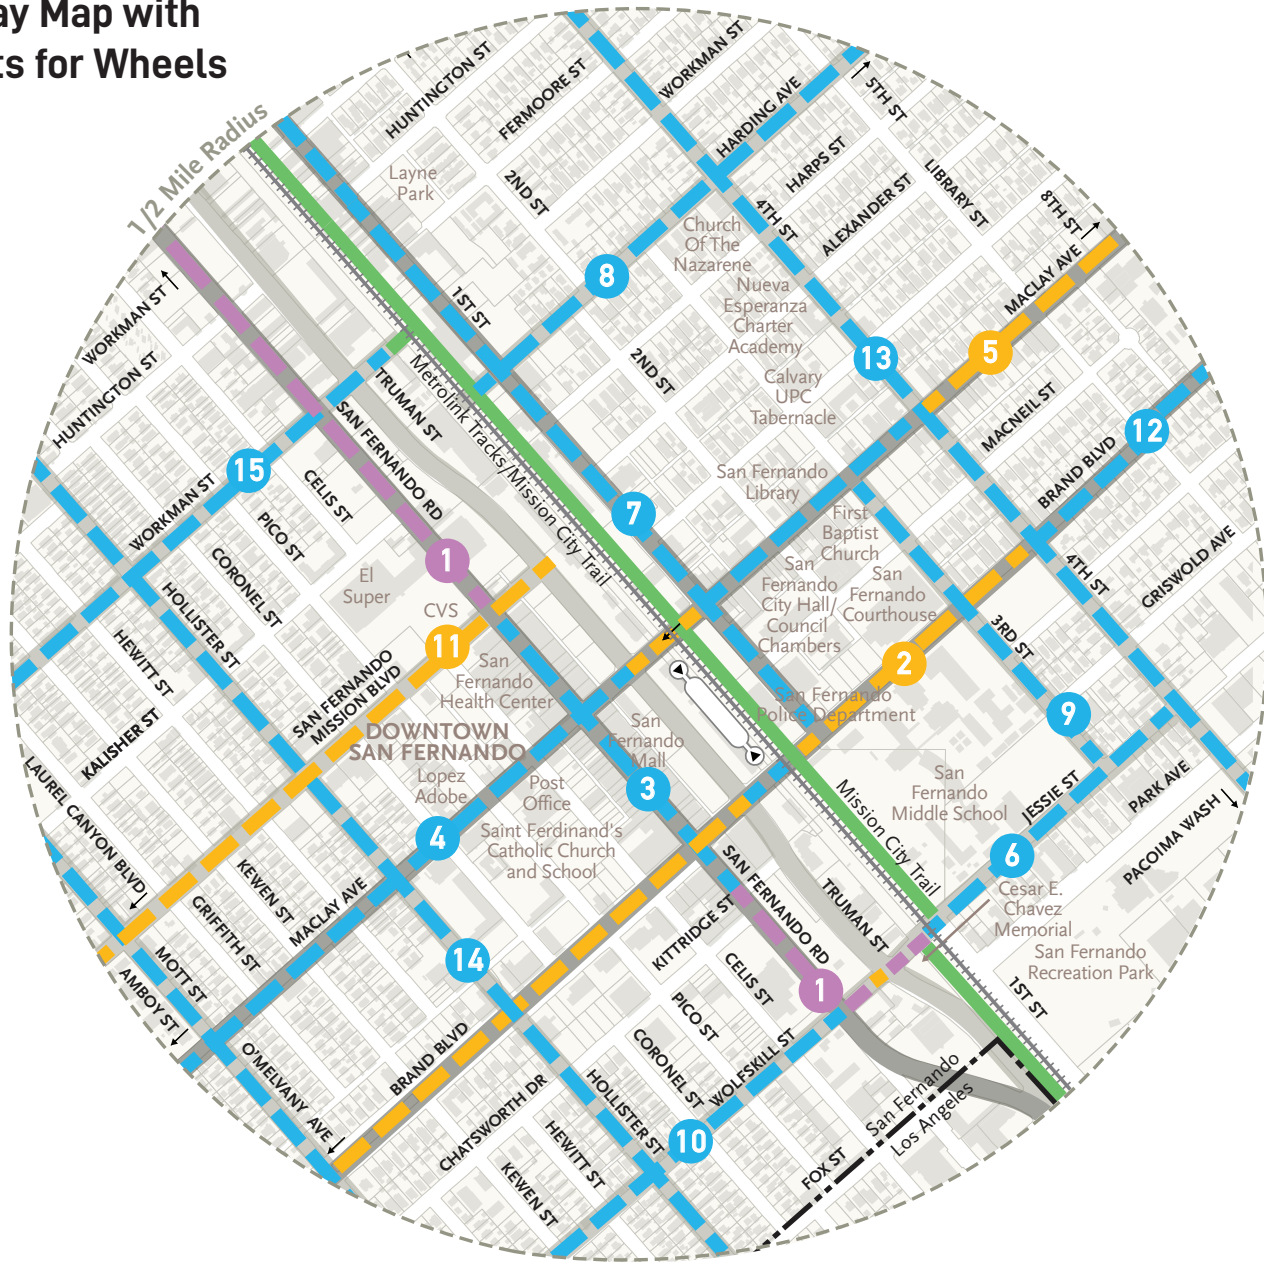 ay Map with
ts for Wheels
1/2 Mile Radius
HUNTINGTON ST
FERMOORE ST
WORKMAN ST
HARDING AVE
5TH ST
HARPS ST
LIBRARY ST
ALEXANDER ST
8TH ST
MACLAY AVE
Layne
Park
2ND ST
4TH ST
Church
Of The
Nazarene
8
Nueva
Esperanza
Charter
Academy
1ST ST
2ND ST
13
5
Calvary
UPC
Tabernacle
MACNEIL ST
12
BRAND BLVD
WORKMAN ST
HUNTINGTON ST
Metrolink Tracks/Mission City Trail
TRUMAN ST
SAN FERNANDO RD
15
WORKMAN ST
CELIS ST
PICO ST
CORONEL ST
San Fernando
Library
7
First
Baptist
Church
4TH ST
GRISWOLD AVE
1
El
Super
CVS
11
San
Fernando
City Hall/
Council
Chambers
San
Fernando
Courthouse
3RD ST
HOLLISTER ST
HEWITT ST
KALISHER ST
SAN FERNANDO
MISSION BLVD
San
Fernando
Health Center
2
San Fernando
Police Department
9
DOWNTOWN
SAN FERNANDO
San
Fernando
Mall
Lopez
Adobe
Post
Office
3
Mission City Trail
San
Fernando
Middle School
JESSIE ST
PARK AVE
PACOIMA WASH
LAUREL CANYON BLVD
4
Saint Ferdinand's
Catholic Church
and School
6
KEWEN ST
GRIFFITH ST
MACLAY AVE
SAN FERNANDO RD
TRUMAN ST
Cesar E.
Chavez
Memorial
San Fernando
Recreation Park
KITTRIDGE ST
14
CELIS ST
1
1ST ST
MOTT ST
AMBOY ST
PICO ST
CORONEL ST
WOLFSKILL ST
O'MELVANY AVE
BRAND BLVD
CHATSWORTH DR
HOLLISTER ST
10
HEWITT ST
KEWEN ST
San Fernando
Los Angeles
FOX ST